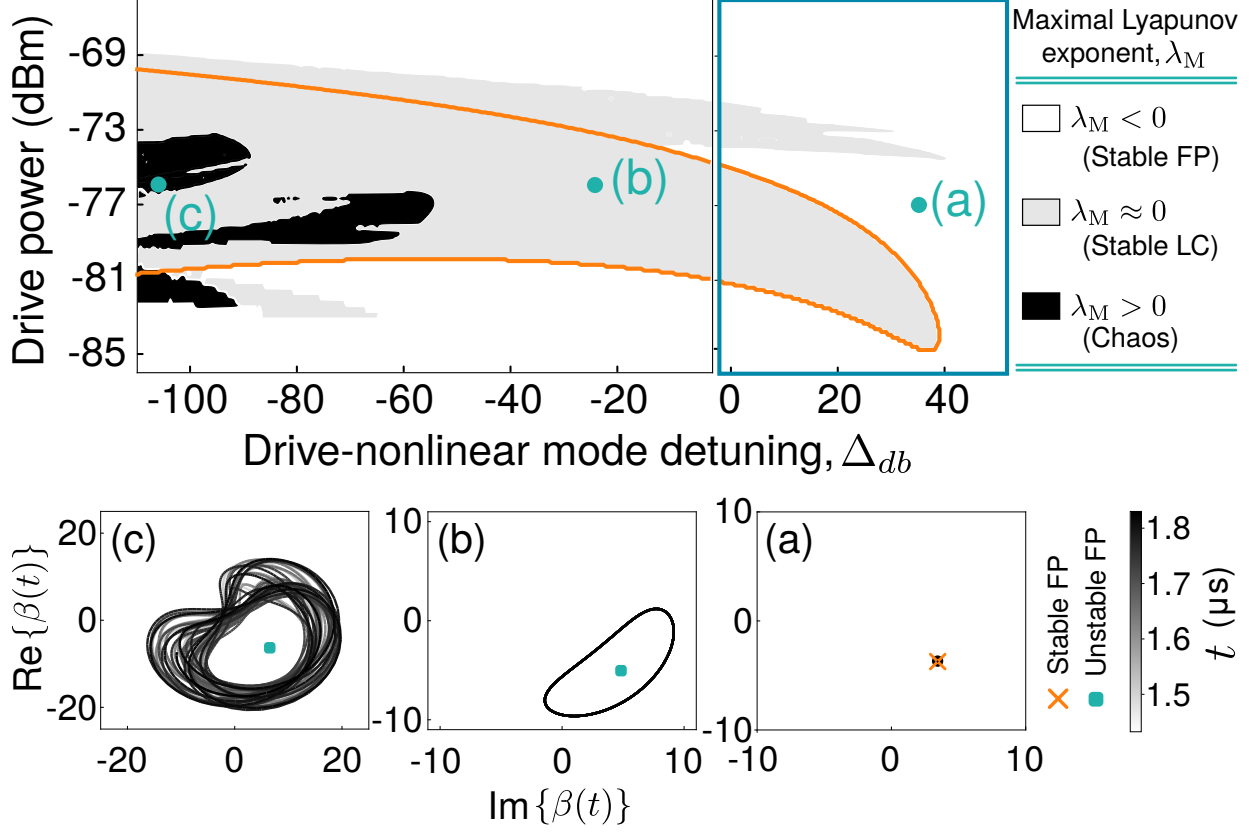 Drive power (dBm)
-69
-73
-77
-81
-85
(c)
(b)
(a)
-100
-80
-60
-40
-20
0
20
40
Drive-nonlinear mode detuning, Δ_{db}
Maximal Lyapunov
exponent, λ_M
λ_M < 0
(Stable FP)
λ_M ≈ 0
(Stable LC)
λ_M > 0
(Chaos)
Re{β(t)}
20
0
-20
(c)
-20
0
20
10
0
-10
(b)
-10
0
10
10
0
-10
(a)
-10
0
10
Im{β(t)}
Stable FP
Unstable FP
1.8
1.7
1.6
1.5
t (μs)